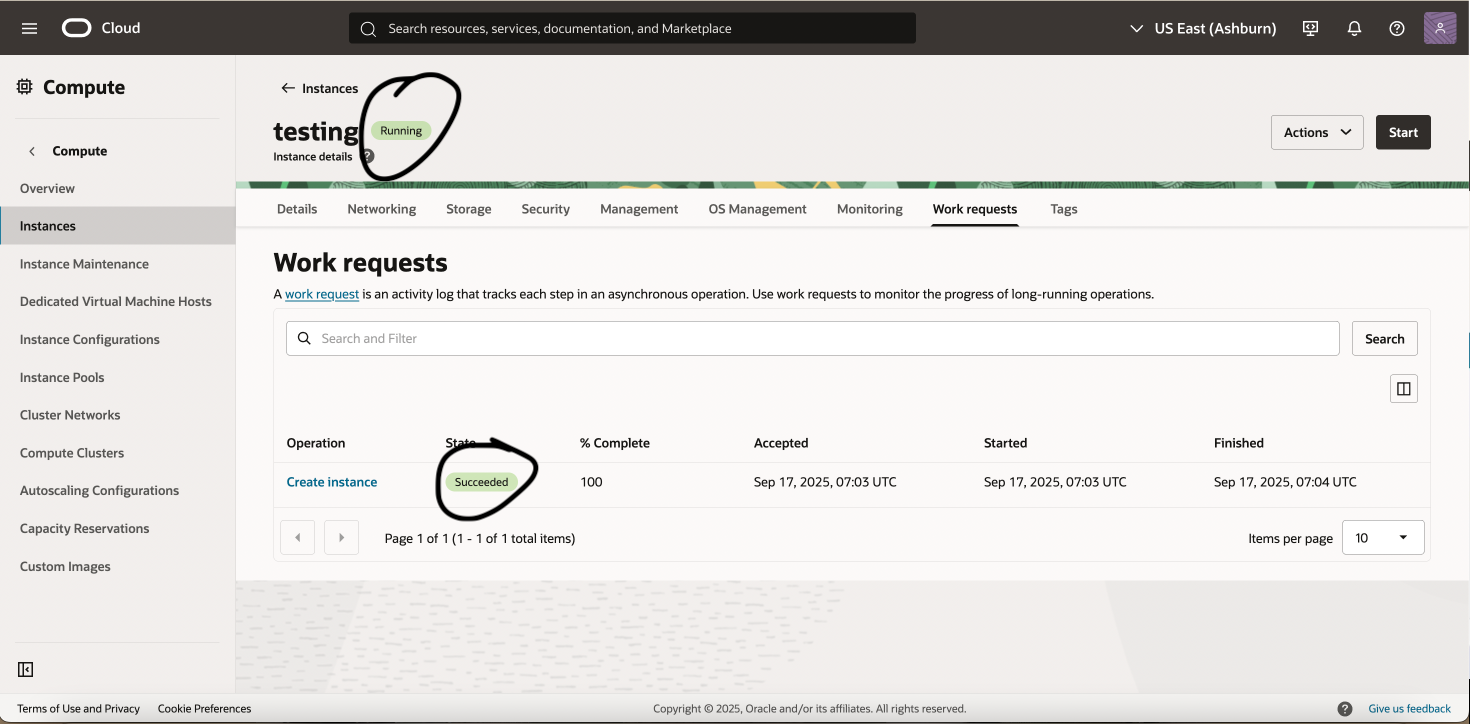 Cloud
Search resources, services, documentation, and Marketplace
US East (Ashburn)
Compute
Compute
Overview
Instances
Instance Maintenance
Dedicated Virtual Machine Hosts
Instance Configurations
Instance Pools
Cluster Networks
Compute Clusters
Autoscaling Configurations
Capacity Reservations
Custom Images
Instances
testing Running
Instance details ?
Actions Start
Details Networking Storage Security Management OS Management Monitoring Work requests Tags
Work requests
A work request is an activity log that tracks each step in an asynchronous operation. Use work requests to monitor the progress of long-running operations.
Search and Filter Search
Operation State % Complete Accepted Started Finished
Create instance Succeeded 100 Sep 17, 2025, 07:03 UTC Sep 17, 2025, 07:03 UTC Sep 17, 2025, 07:04 UTC
Page 1 of 1 (1 - 1 of 1 total items) Items per page 10
Terms of Use and Privacy Cookie Preferences Copyright © 2025, Oracle and/or its affiliates. All rights reserved. ? Give us feedback